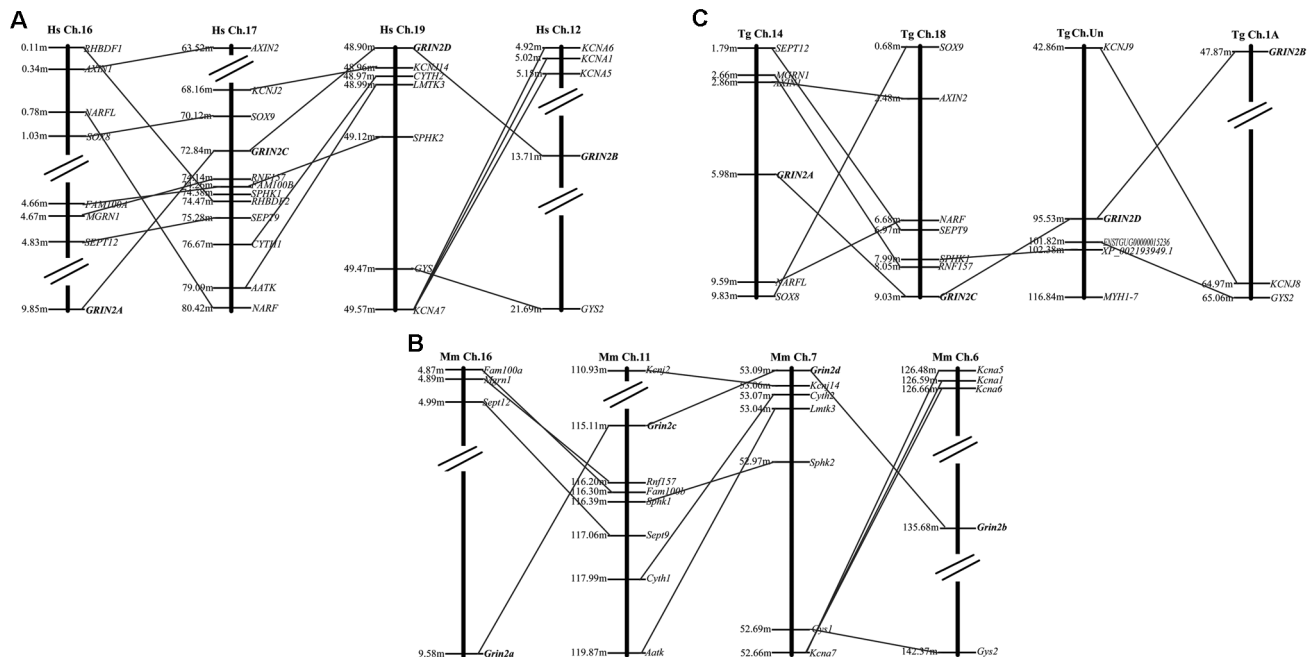 A
Hs Ch.16
0.11m RHBDF1
0.34m AXIN1
0.78m NARFL
1.03m SOX8
4.66m FAM100A
4.67m MGRN1
4.83m SEPT12
9.85m GRIN2A
Hs Ch.17
63.52m AXIN2
68.16m KCNJ2
70.12m SOX9
72.84m GRIN2C
74.14m RNF157
74.26m FAM100B
74.38m SPHK1
74.47m RHBDF2
75.28m SEPT9
76.67m CYTH1
79.09m AATK
80.42m NARF
Hs Ch.19
48.90m GRIN2D
48.96m KCNJ14
48.97m CYTH2
48.99m LMTK3
49.12m SPHK2
49.47m GYS
49.57m KCNA7
Hs Ch.12
4.92m KCNA6
5.02m KCNA1
5.15m KCNA5
13.71m GRIN2B
21.69m GYS2
C
Tg Ch.14
1.79m SEPT12
2.66m MGRN1
2.86m AXIN1
5.98m GRIN2A
9.59m NARFL
9.83m SOX8
Tg Ch.18
0.68m SOX9
2.48m AXIN2
6.68m NARF
6.97m SEPT9
7.99m SPHK1
8.05m RNF157
9.03m GRIN2C
Tg Ch.Un
42.86m KCNJ9
95.53m GRIN2D
101.82m ENSTGUG00000015236
102.38m XP_002193949.1
116.84m MYH1-7
Tg Ch.1A
47.87m GRIN2B
64.97m KCNJ8
65.06m GYS2
B
Mm Ch.16
4.87m Fam100a
4.89m Mgrn1
4.99m Sept12
9.58m Grin2a
Mm Ch.11
110.93m Kcnj2
115.11m Grin2c
116.20m Rnf157
116.30m Fam100b
116.39m Sphk1
117.06m Sept9
117.99m Cyth1
119.87m Aatk
Mm Ch.7
53.09m Grin2d
53.06m Kcnj14
53.07m Cyth2
53.04m Lmtk3
52.97m Sphk2
52.69m Gys1
52.66m Kcna7
Mm Ch.6
126.48m Kcna5
126.59m Kcna1
126.66m Kcna6
135.68m Grin2b
142.37m Gys2